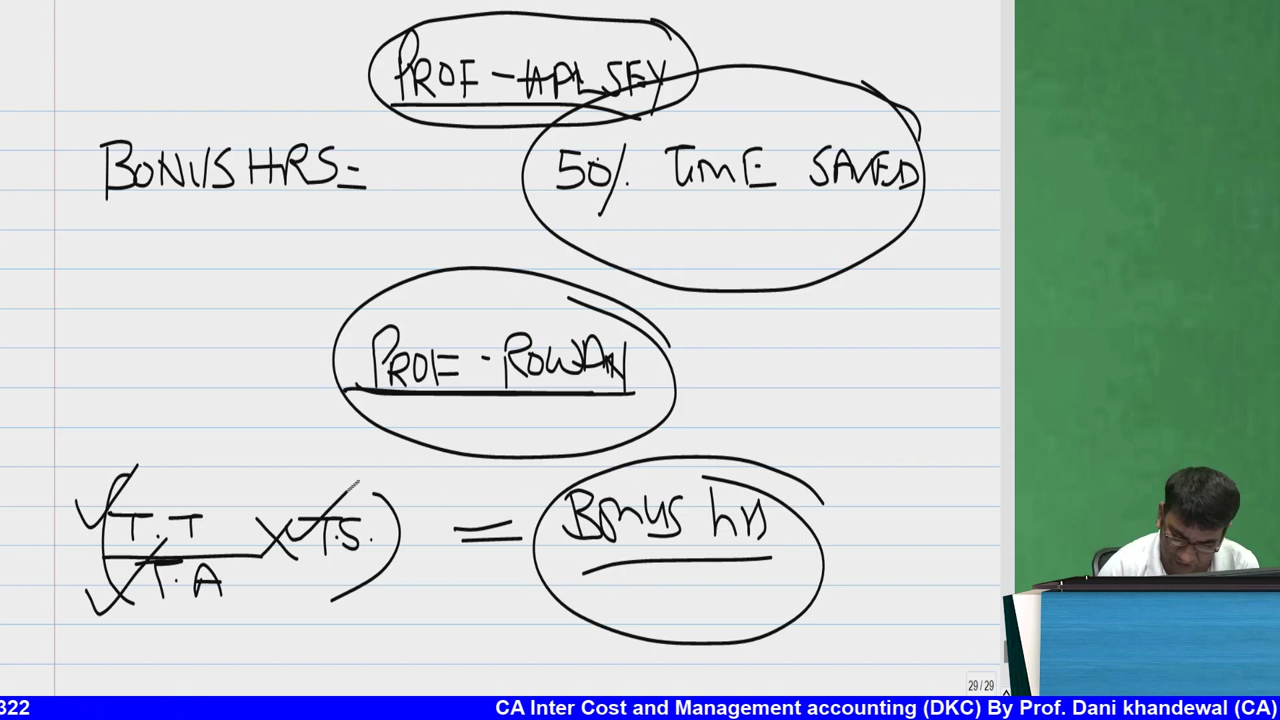 PROF - HALSEY
BONUS HRS = 50% TIME SAVED
PROF - ROWAN
T.T
T.A × T.S. = Bonus hrs
29/29
322 CA Inter Cost and Management accounting (DKC) By Prof. Dani khandewal (CA)